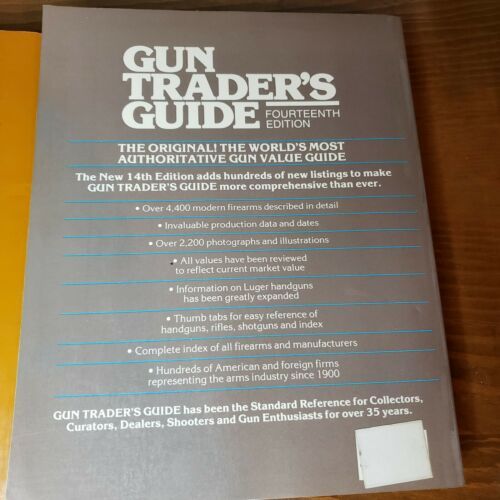 GUN
TRADER'S
GUIDE
FOURTEENTH
EDITION
THE ORIGINAL! THE WORLD'S MOST
AUTHORITATIVE GUN VALUE GUIDE
The New 14th Edition adds hundreds of new listings to make
GUN TRADER'S GUIDE more comprehensive than ever.
• Over 4,400 modern firearms described in detail
• Invaluable production data and dates
• Over 2,200 photographs and illustrations
• All values have been reviewed
to reflect current market value
• Information on Luger handguns
has been greatly expanded
• Thumb tabs for easy reference of
handguns, rifles, shotguns and index
• Complete index of all firearms and manufacturers
• Hundreds of American and foreign firms
representing the arms industry since 1900
GUN TRADER'S GUIDE has been the Standard Reference for Collectors,
Curators, Dealers, Shooters and Gun Enthusiasts for over 35 years.